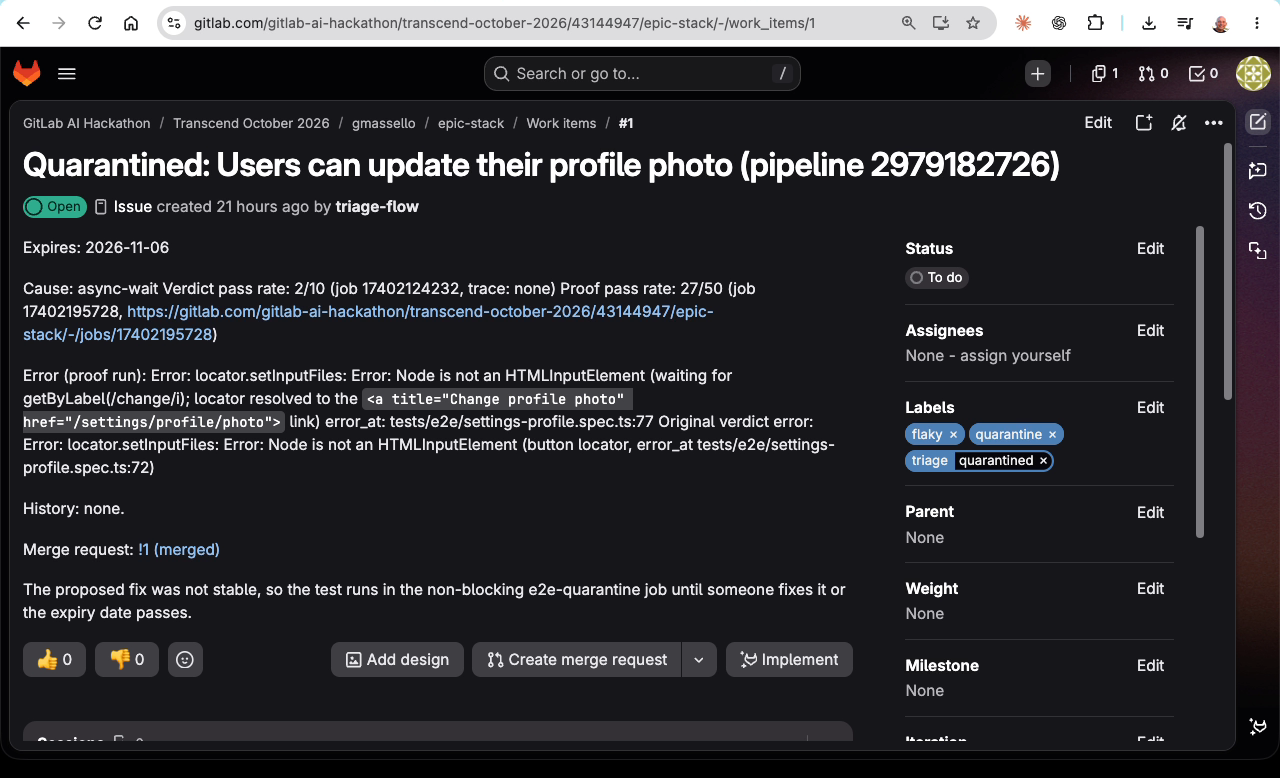 gitlab.com/gitlab-ai-hackathon/transcend-october-2026/43144947/epic-stack/-/work_items/1
Search or go to...
/
1
0
0
GitLab AI Hackathon / Transcend October 2026 / gmassello / epic-stack / Work items / #1
Edit
Quarantined: Users can update their profile photo (pipeline 2979182726)
Open
Issue created 21 hours ago by triage-flow
Expires: 2026-11-06
Cause: async-wait Verdict pass rate: 2/10 (job 17402124232, trace: none) Proof pass rate: 27/50 (job
17402195728, https://gitlab.com/gitlab-ai-hackathon/transcend-october-2026/43144947/epic-
stack/-/jobs/17402195728)
Error (proof run): Error: locator.setInputFiles: Error: Node is not an HTMLInputElement (waiting for
getByLabel(/change/i); locator resolved to the <a title="Change profile photo"
href="/settings/profile/photo"> link) error_at: tests/e2e/settings-profile.spec.ts:77 Original verdict error:
Error: locator.setInputFiles: Error: Node is not an HTMLInputElement (button locator, error_at tests/e2e/settings-
profile.spec.ts:72)
History: none.
Merge request: !1 (merged)
The proposed fix was not stable, so the test runs in the non-blocking e2e-quarantine job until someone fixes it or
the expiry date passes.
👍 0
👎 0
Add design
Create merge request
Implement
Status
Edit
To do
Assignees
Edit
None - assign yourself
Labels
Edit
flaky ×
quarantine ×
triage quarantined ×
Parent
Edit
None
Weight
Edit
None
Milestone
Edit
None
Iteration
Edit